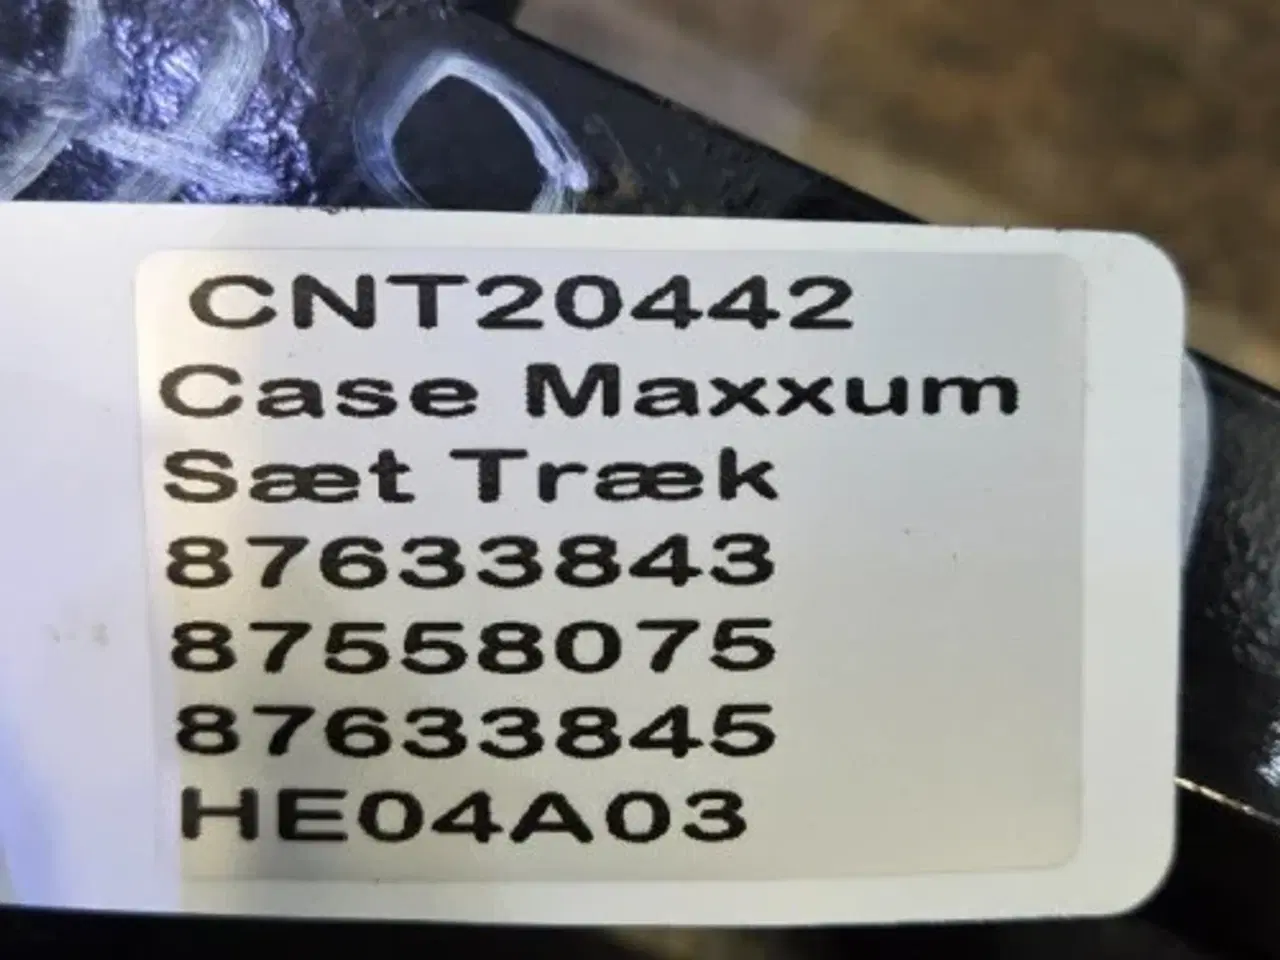 CNT20442
Case Maxxum
Sæt Træk
87633843
87558075
87633845
HE04A03